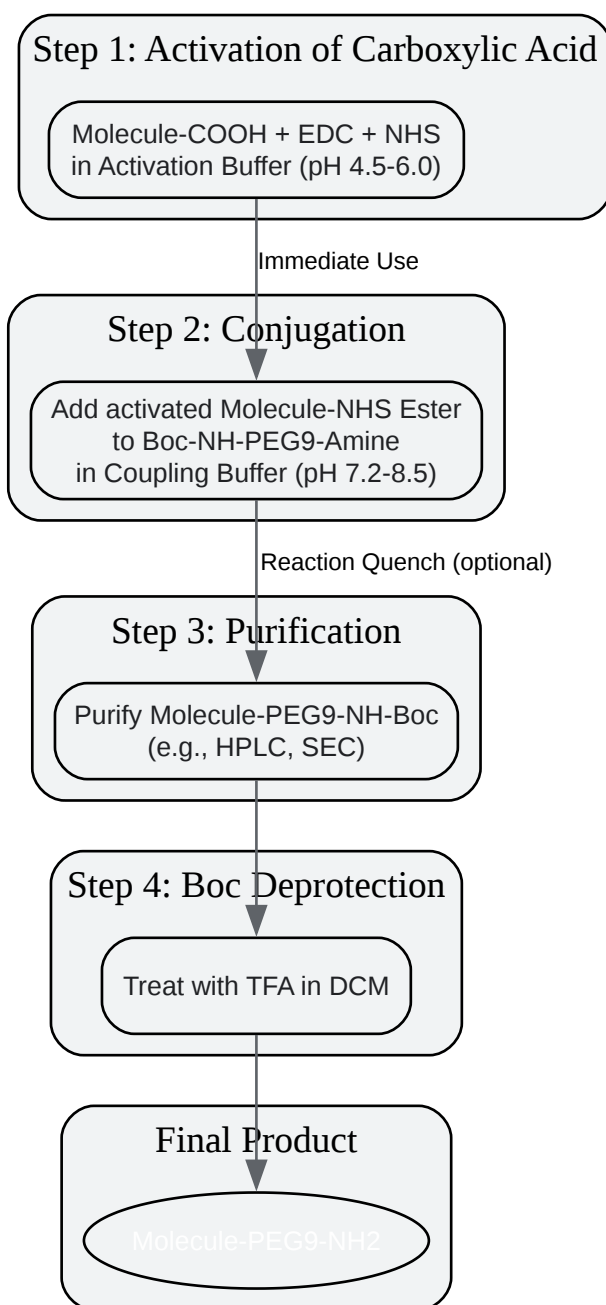 Step 1: Activation of Carboxylic Acid
Molecule-COOH + EDC + NHS
in Activation Buffer (pH 4.5-6.0)
Immediate Use
Step 2: Conjugation
Add activated Molecule-NHS Ester
to Boc-NH-PEG9-Amine
in Coupling Buffer (pH 7.2-8.5)
Reaction Quench (optional)
Step 3: Purification
Purify Molecule-PEG9-NH-Boc
(e.g., HPLC, SEC)
Step 4: Boc Deprotection
Treat with TFA in DCM
Final Product
Molecule-PEG9-NH2